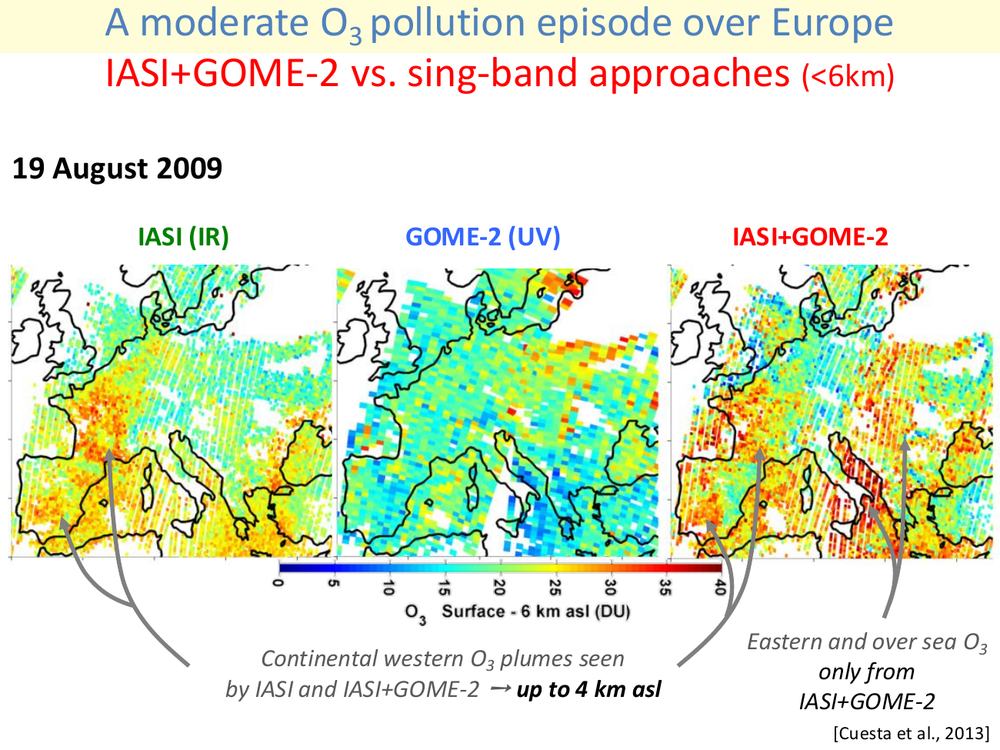 A moderate O3 pollution episode over Europe
IASI+GOME-2 vs. sing-band approaches (<6km)
19 August 2009
IASI (IR)
GOME-2 (UV)
IASI+GOME-2
0 5 10 15 20 25 30 35 40
O3 Surface - 6 km asl (DU)
Continental western O3 plumes seen
by IASI and IASI+GOME-2 → up to 4 km asl
Eastern and over sea O3
only from
IASI+GOME-2
[Cuesta et al., 2013]